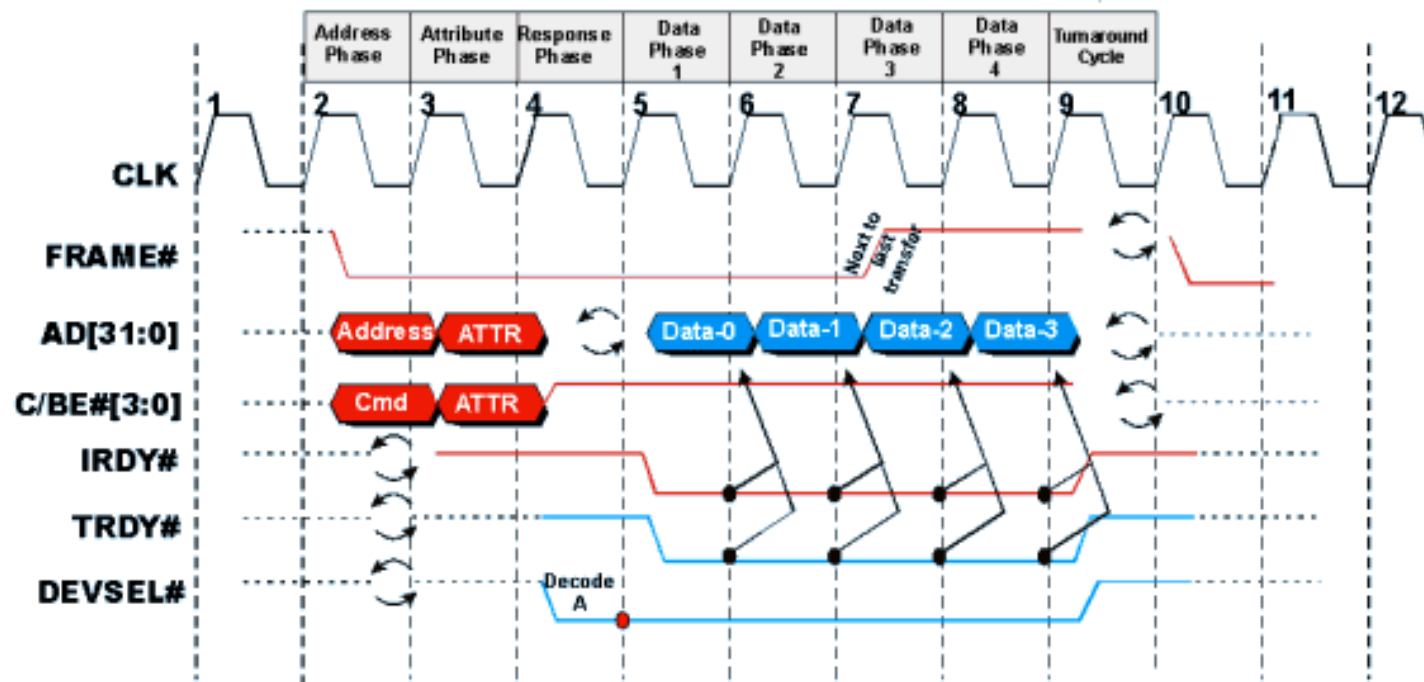 Address Phase
Attribute Phase
Response Phase
Data Phase 1
Data Phase 2
Data Phase 3
Data Phase 4
Turnaround Cycle
1 2 3 4 5 6 7 8 9 10 11 12
CLK
FRAME#
Next to last transfer
AD[31:0]
Address ATTR Data-0 Data-1 Data-2 Data-3
C/BE#[3:0]
Cmd ATTR
IRDY#
TRDY#
DEVSEL#
Decode A